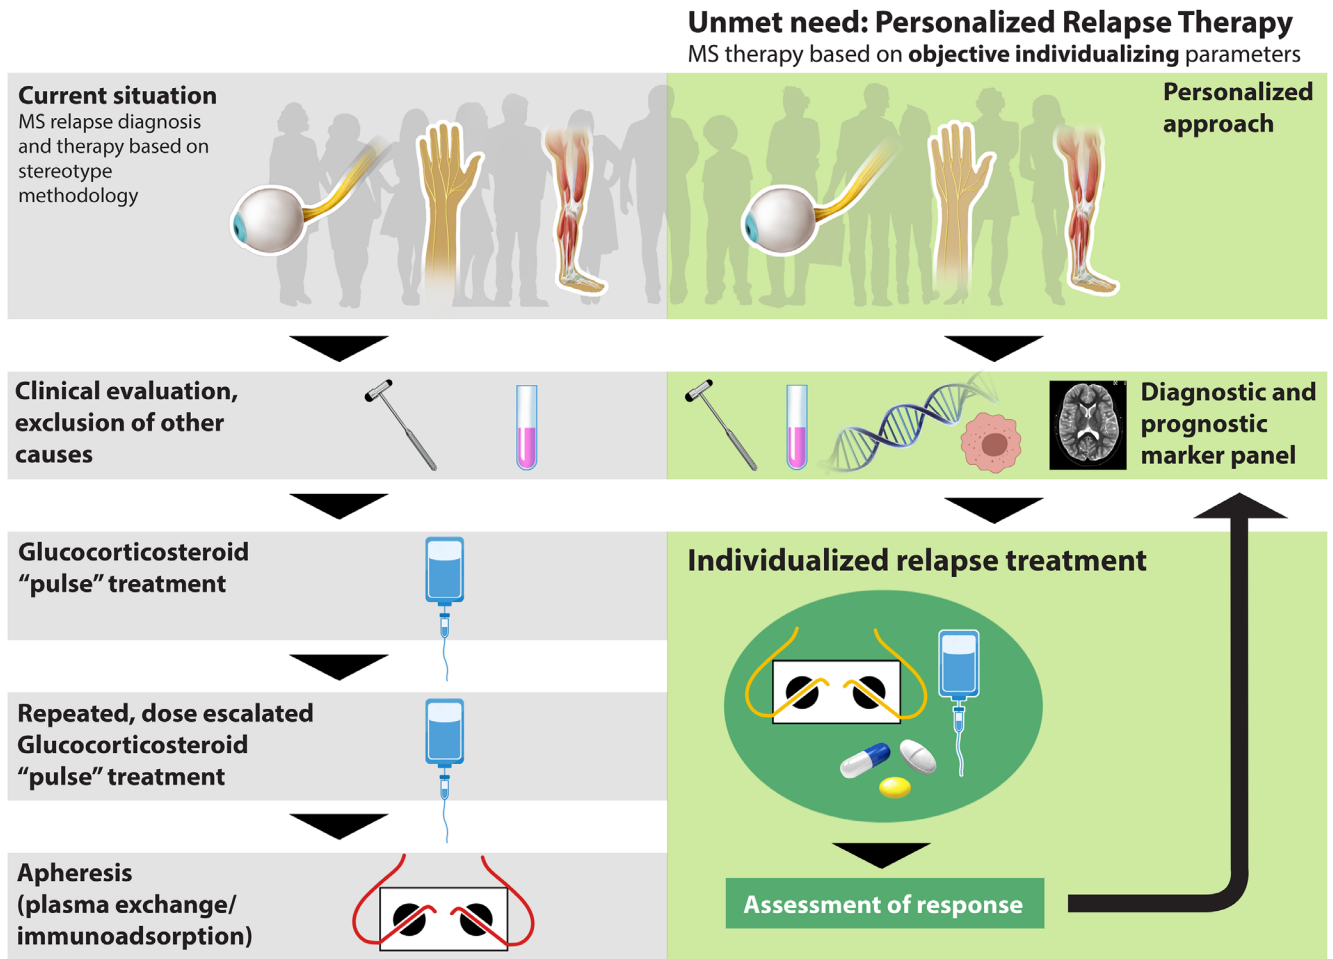 Unmet need: Personalized Relapse Therapy
MS therapy based on objective individualizing parameters
Current situation
MS relapse diagnosis
and therapy based on
stereotype
methodology
Personalized
approach
Clinical evaluation,
exclusion of other
causes
Diagnostic and
prognostic
marker panel
Glucocorticosteroid
“pulse” treatment
Repeated, dose escalated
Glucocorticosteroid
“pulse” treatment
Apheresis
(plasma exchange/
immunoadsorption)
Individualized relapse treatment
Assessment of response